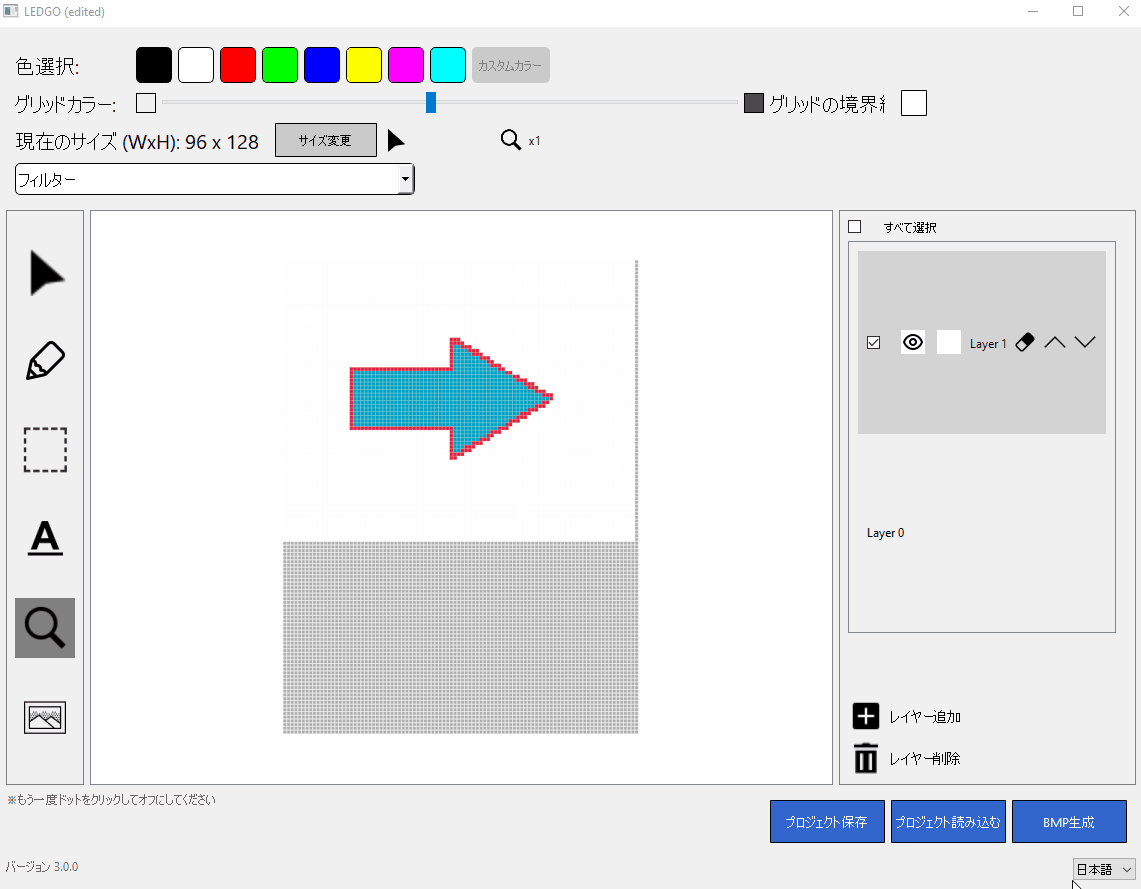 LEDGO (edited)
色選択:
カスタムカラー
グリッドカラー:
グリッドの境界
現在のサイズ (WxH): 96 x 128
サイズ変更
x1
フィルター
すべて選択
Layer 1
Layer 0
A
レイヤー追加
レイヤー削除
※もう一度ドットをクリックしてオフにしてください
プロジェクト保存
プロジェクト読み込む
BMP生成
バージョン 3.0.0
日本語